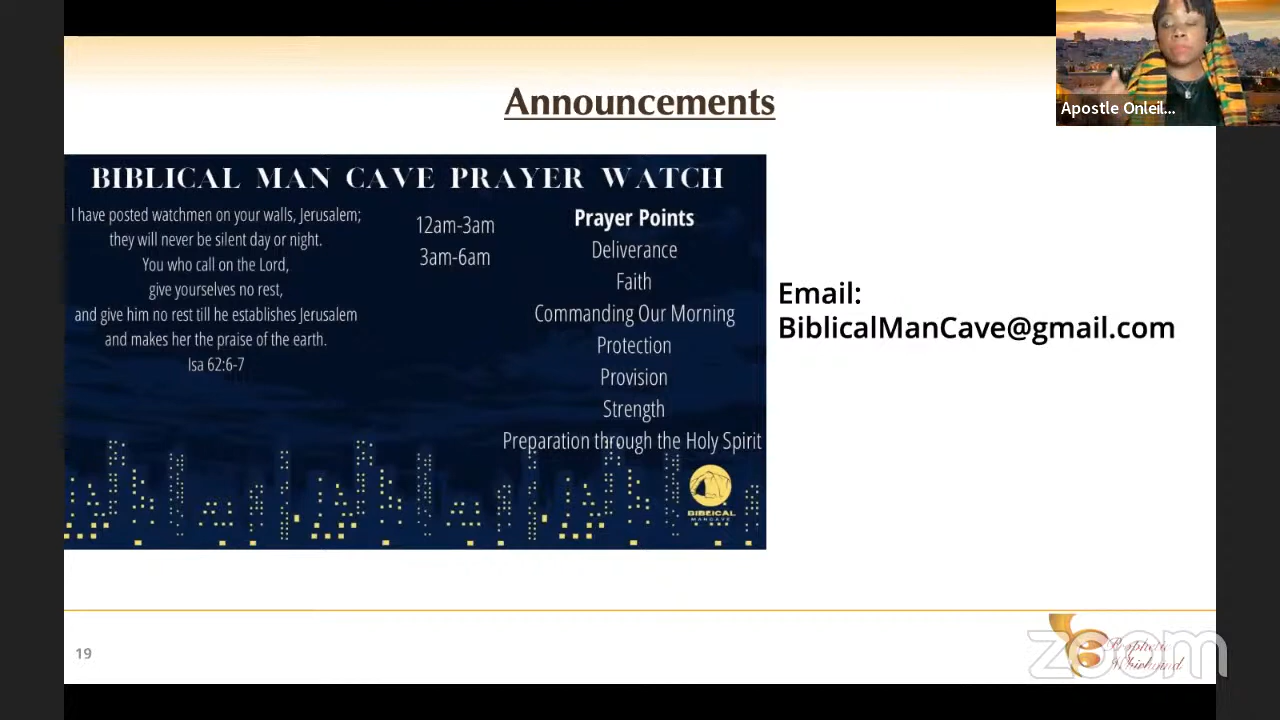 Announcements
Apostle Onleil...
BIBLICAL MAN CAVE PRAYER WATCH
I have posted watchmen on your walls, Jerusalem;
they will never be silent day or night.
You who call on the Lord,
give yourselves no rest,
and give him no rest till he establishes Jerusalem
and makes her the praise of the earth.
Isa 62:6-7
12am-3am
3am-6am
Prayer Points
Deliverance
Faith
Commanding Our Morning
Protection
Provision
Strength
Preparation through the Holy Spirit
BIBLICAL
MANCAVE
Email:
BiblicalManCave@gmail.com
19
zoom
Prophetic
Whirlwind